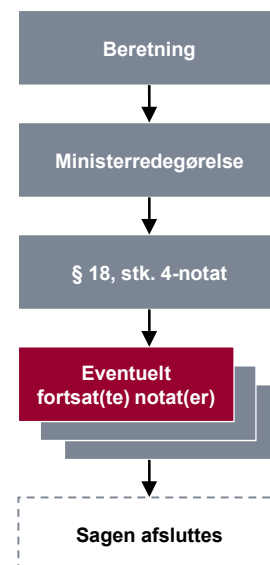 Beretning
Ministerredegørelse
§ 18, stk. 4-notat
Eventuelt
fortsat(te) notat(er)
Sagen afsluttes